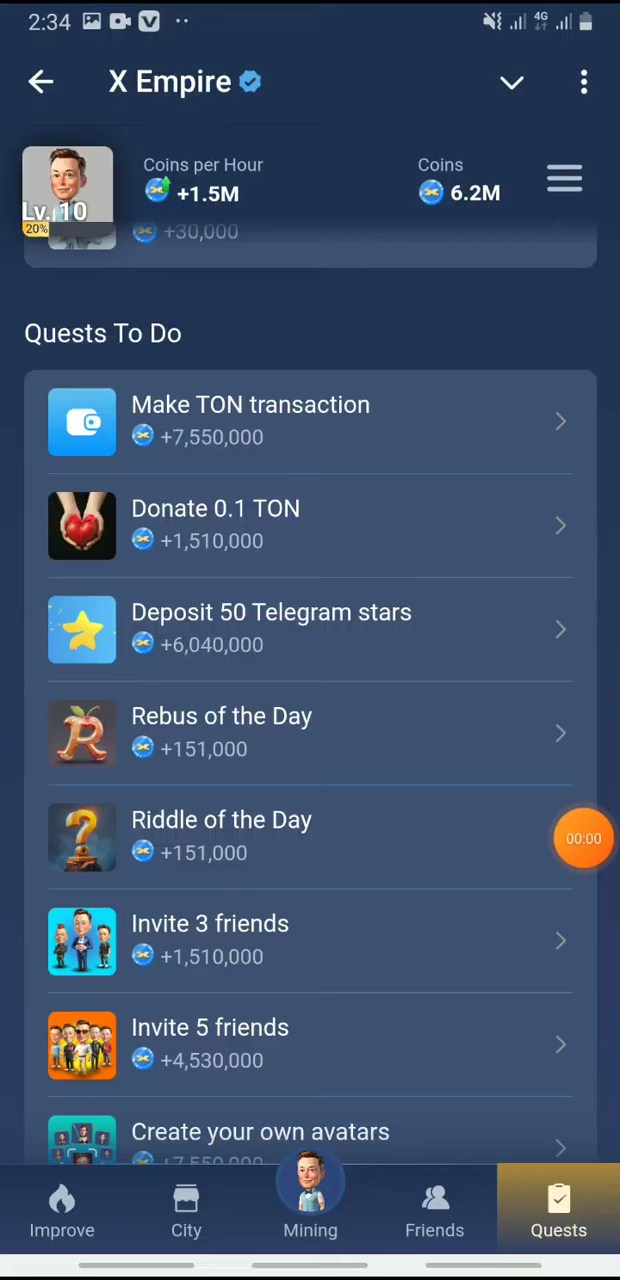 2:34
4G
X Empire
Coins per Hour
+1.5M
Coins
6.2M
Lv. 10
20%
+30,000
Quests To Do
Make TON transaction
+7,550,000
Donate 0.1 TON
+1,510,000
Deposit 50 Telegram stars
+6,040,000
Rebus of the Day
+151,000
Riddle of the Day
+151,000
00:00
Invite 3 friends
+1,510,000
Invite 5 friends
+4,530,000
Create your own avatars
+7,550,000
Improve
City
Mining
Friends
Quests